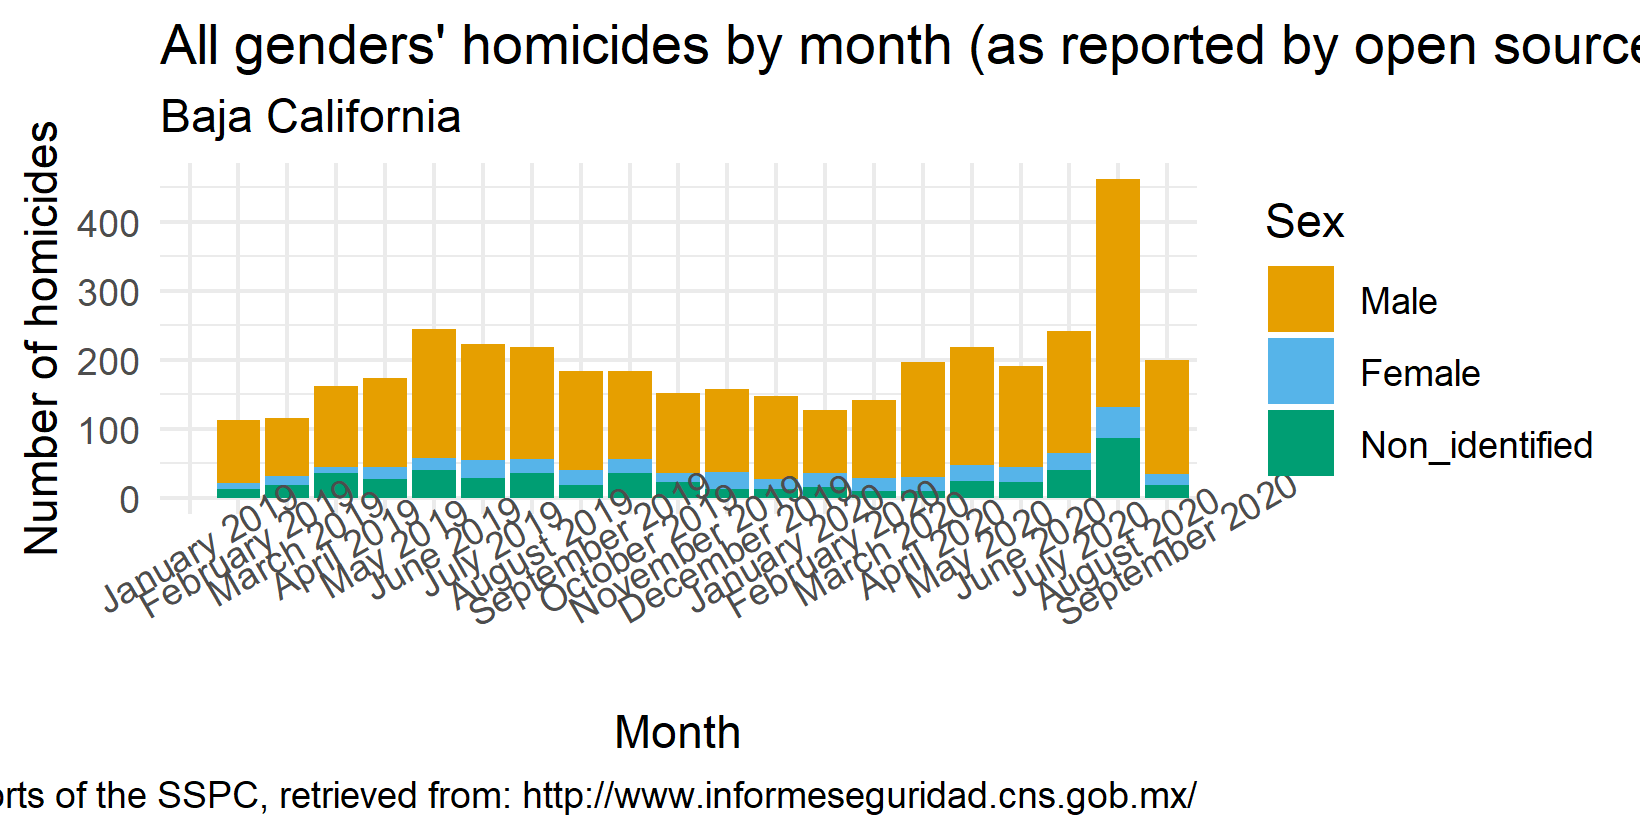 All genders' homicides by month (as reported by open source
Baja California
Number of homicides
400
300
200
100
0
January 2019
February 2019
March 2019
April 2019
May 2019
June 2019
July 2019
August 2019
September 2019
October 2019
November 2019
December 2019
January 2020
February 2020
March 2020
April 2020
May 2020
June 2020
July 2020
August 2020
September 2020
Month
Sex
Male
Female
Non_identified
orts of the SSPC, retrieved from: http://www.informeseguridad.cns.gob.mx/